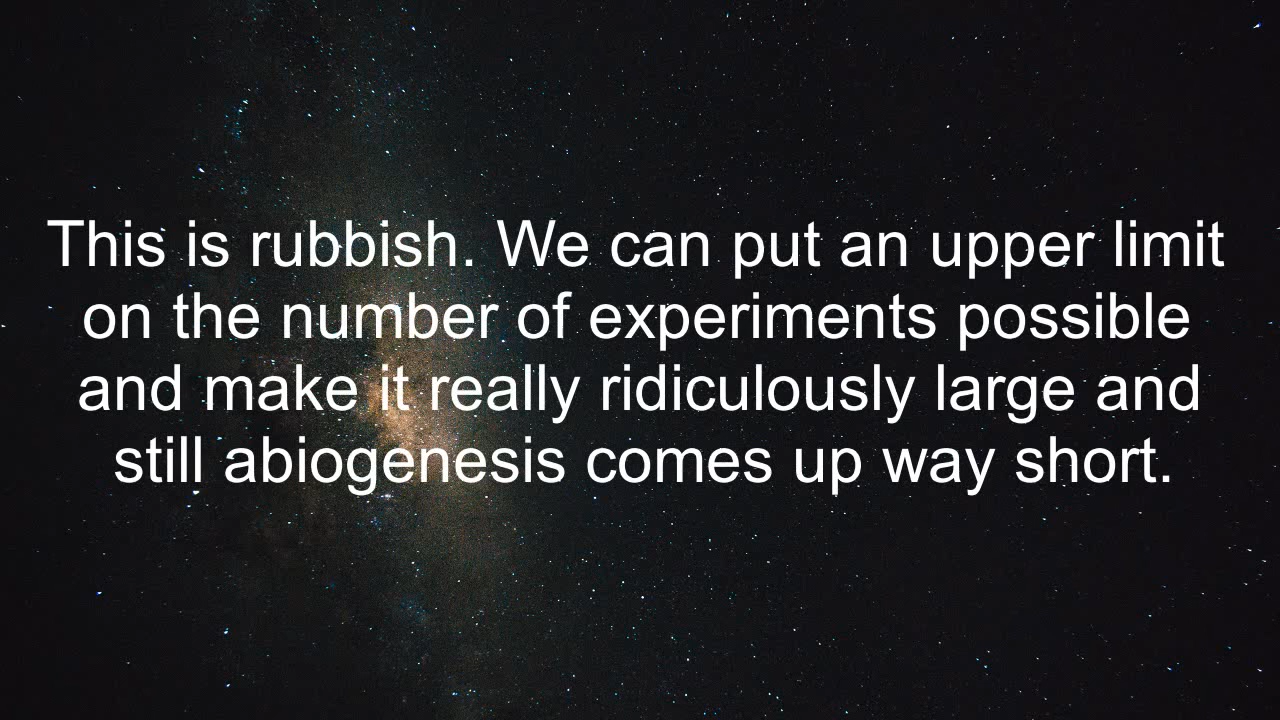 This is rubbish. We can put an upper limit
on the number of experiments possible
and make it really ridiculously large and
still abiogenesis comes up way short.